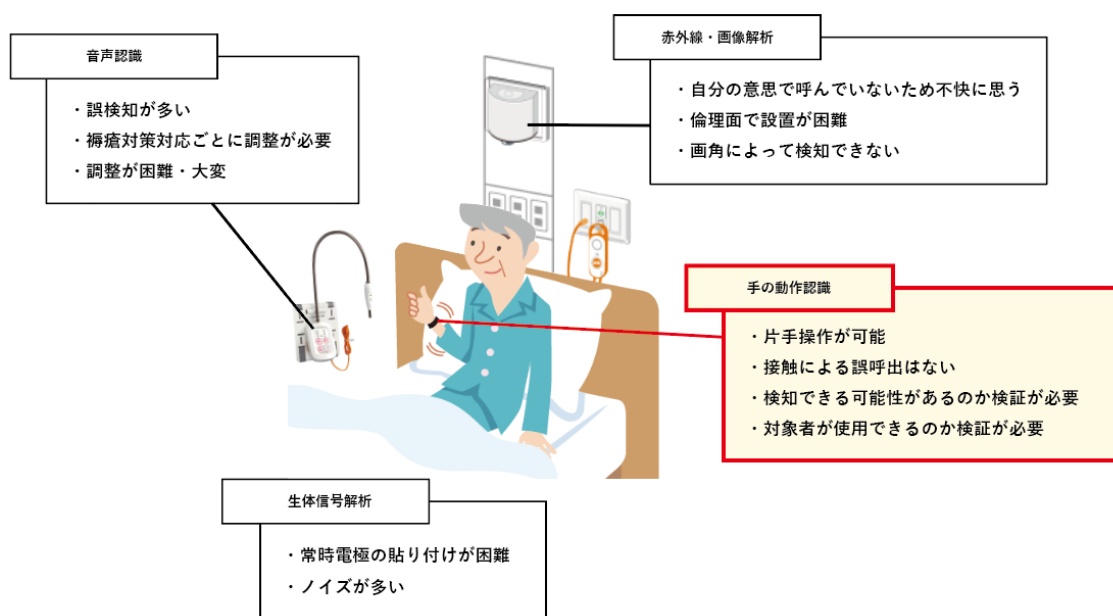 音声認識
・誤検知が多い
・褥瘡対策対応ごとに調整が必要
・調整が困難・大変
赤外線・画像解析
・自分の意思で呼んでいないため不快に思う
・倫理面で設置が困難
・画角によって検知できない
手の動作認識
・片手操作が可能
・接触による誤呼出はない
・検知できる可能性があるのか検証が必要
・対象者が使用できるのか検証が必要
生体信号解析
・常時電極の貼り付けが困難
・ノイズが多い